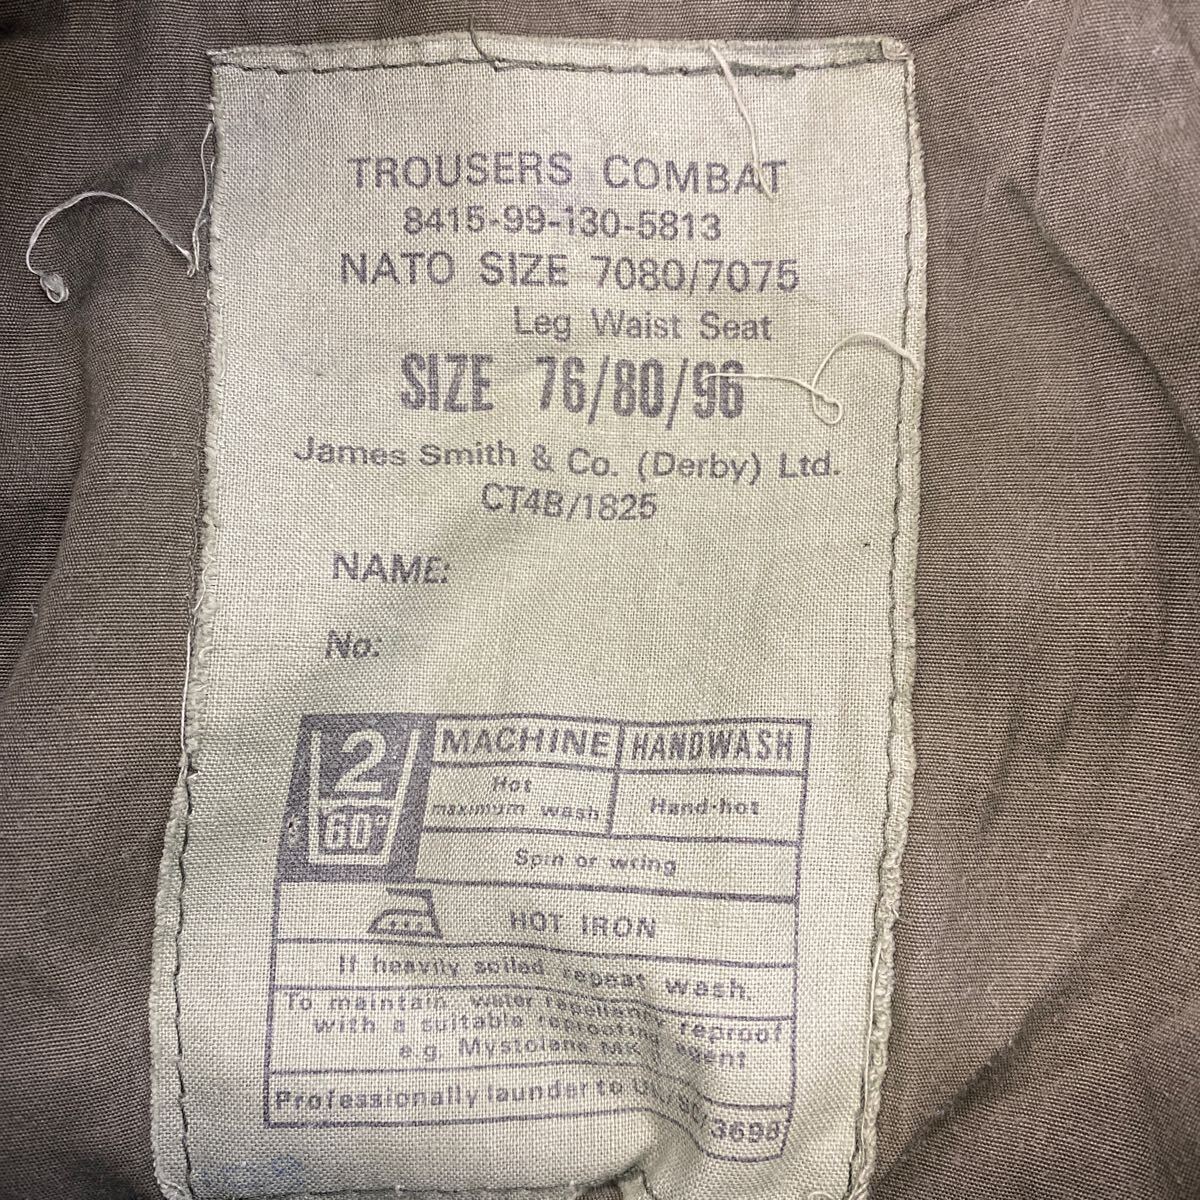 TROUSERS COMBAT
8415-99-130-5813
NATO SIZE 7080/7075
Leg Waist Seat
SIZE 76/80/96
James Smith & Co. (Derby) Ltd.
CT4B/1825
NAME:
No:
2
60°
MACHINE HANDWASH
Hot
maximum wash
Hand-hot
Spin or wring
HOT IRON
If heavily soiled repeat wash.
To maintain water repellancy reproof
with a suitable reproofing agent
e.g. Mystolene MK
Professionally launder to 3698